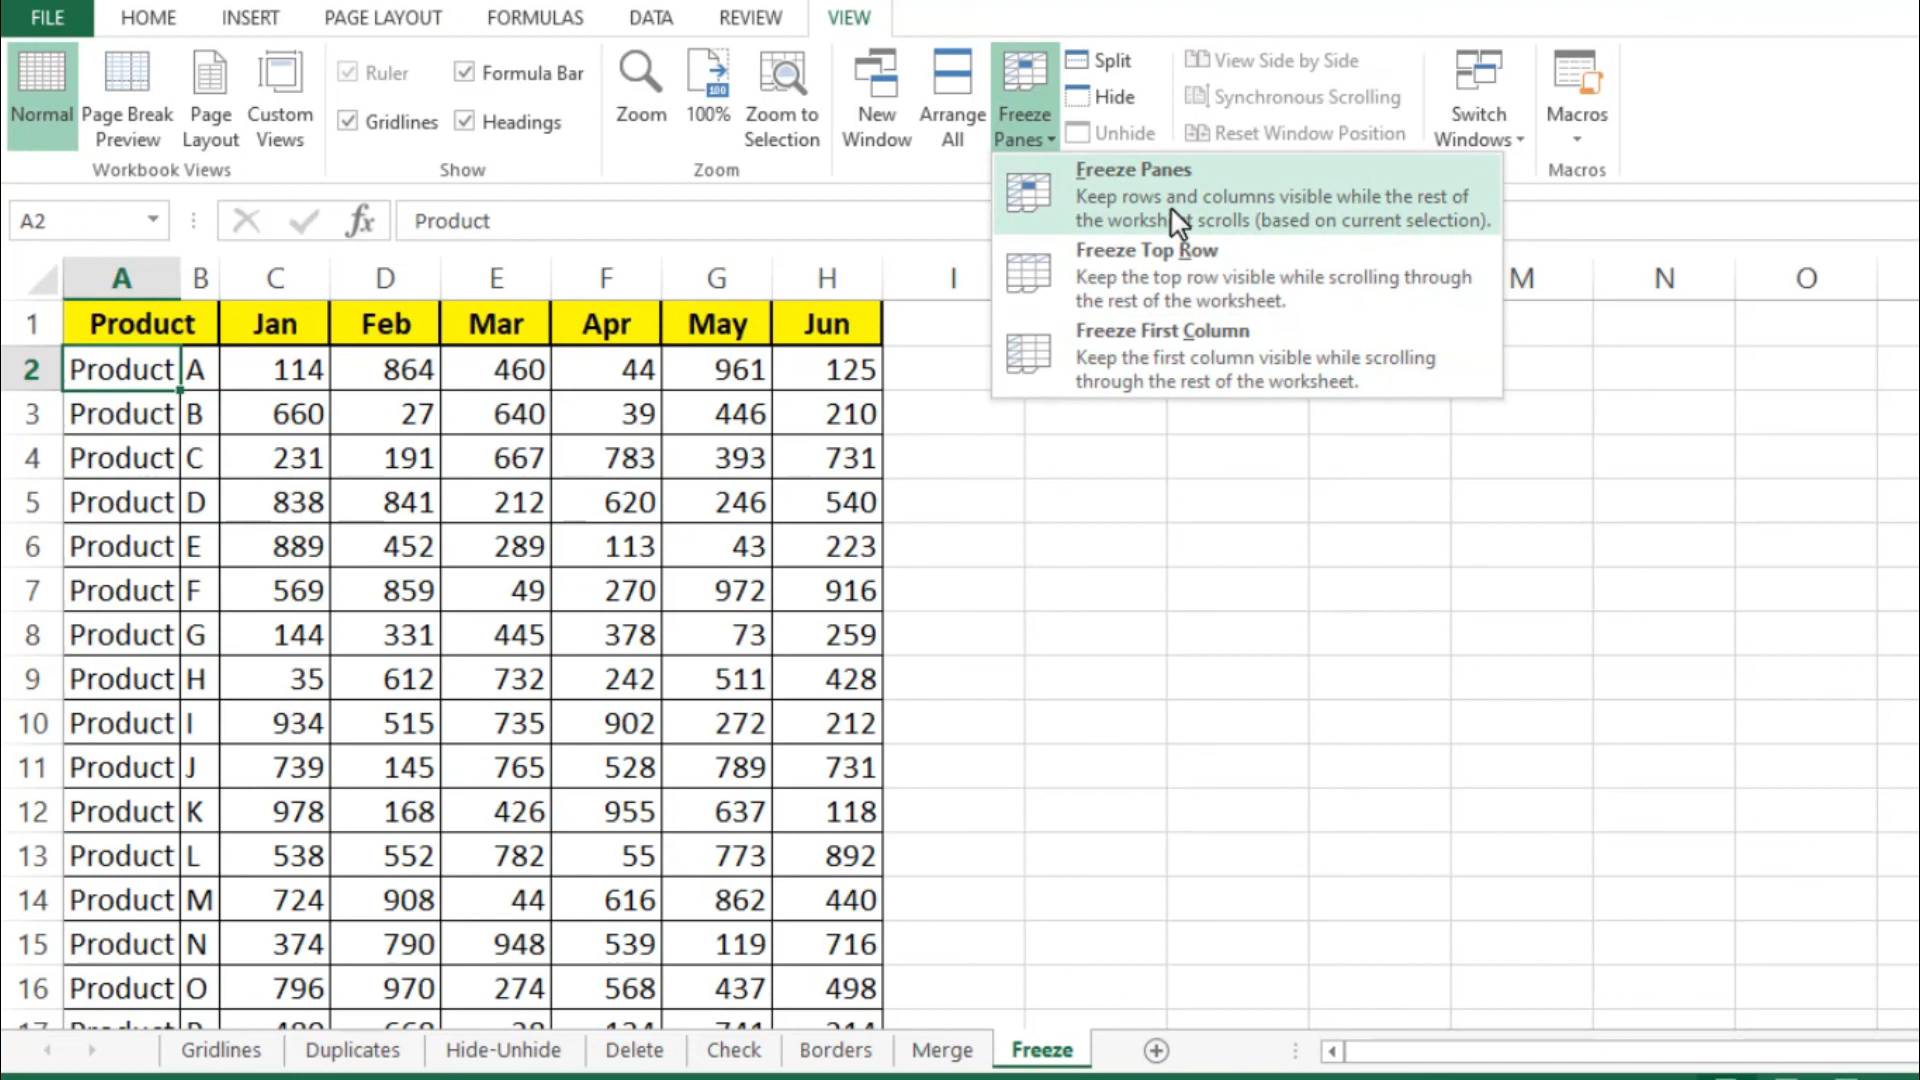 FILE HOME INSERT PAGE LAYOUT FORMULAS DATA REVIEW VIEW
Normal Page Break Preview Page Layout Custom Views
Workbook Views
Ruler Formula Bar
Gridlines Headings
Show
Zoom 100% Zoom to Selection
100
Zoom
New Window Arrange All Freeze Panes
Split
Hide
Unhide
View Side by Side
Synchronous Scrolling
Reset Window Position
Switch Windows
Macros
Macros
Freeze Panes
Keep rows and columns visible while the rest of
the worksheet scrolls (based on current selection).
Freeze Top Row
Keep the top row visible while scrolling through
the rest of the worksheet.
Freeze First Column
Keep the first column visible while scrolling
through the rest of the worksheet.
A2 fx Product
A B C D E F G H I M N O
1 Product Jan Feb Mar Apr May Jun
2 Product A 114 864 460 44 961 125
3 Product B 660 27 640 39 446 210
4 Product C 231 191 667 783 393 731
5 Product D 838 841 212 620 246 540
6 Product E 889 452 289 113 43 223
7 Product F 569 859 49 270 972 916
8 Product G 144 331 445 378 73 259
9 Product H 35 612 732 242 511 428
10 Product I 934 515 735 902 272 212
11 Product J 739 145 765 528 789 731
12 Product K 978 168 426 955 637 118
13 Product L 538 552 782 55 773 892
14 Product M 724 908 44 616 862 440
15 Product N 374 790 948 539 119 716
16 Product O 796 970 274 568 437 498
17 Product
Gridlines Duplicates Hide-Unhide Delete Check Borders Merge Freeze